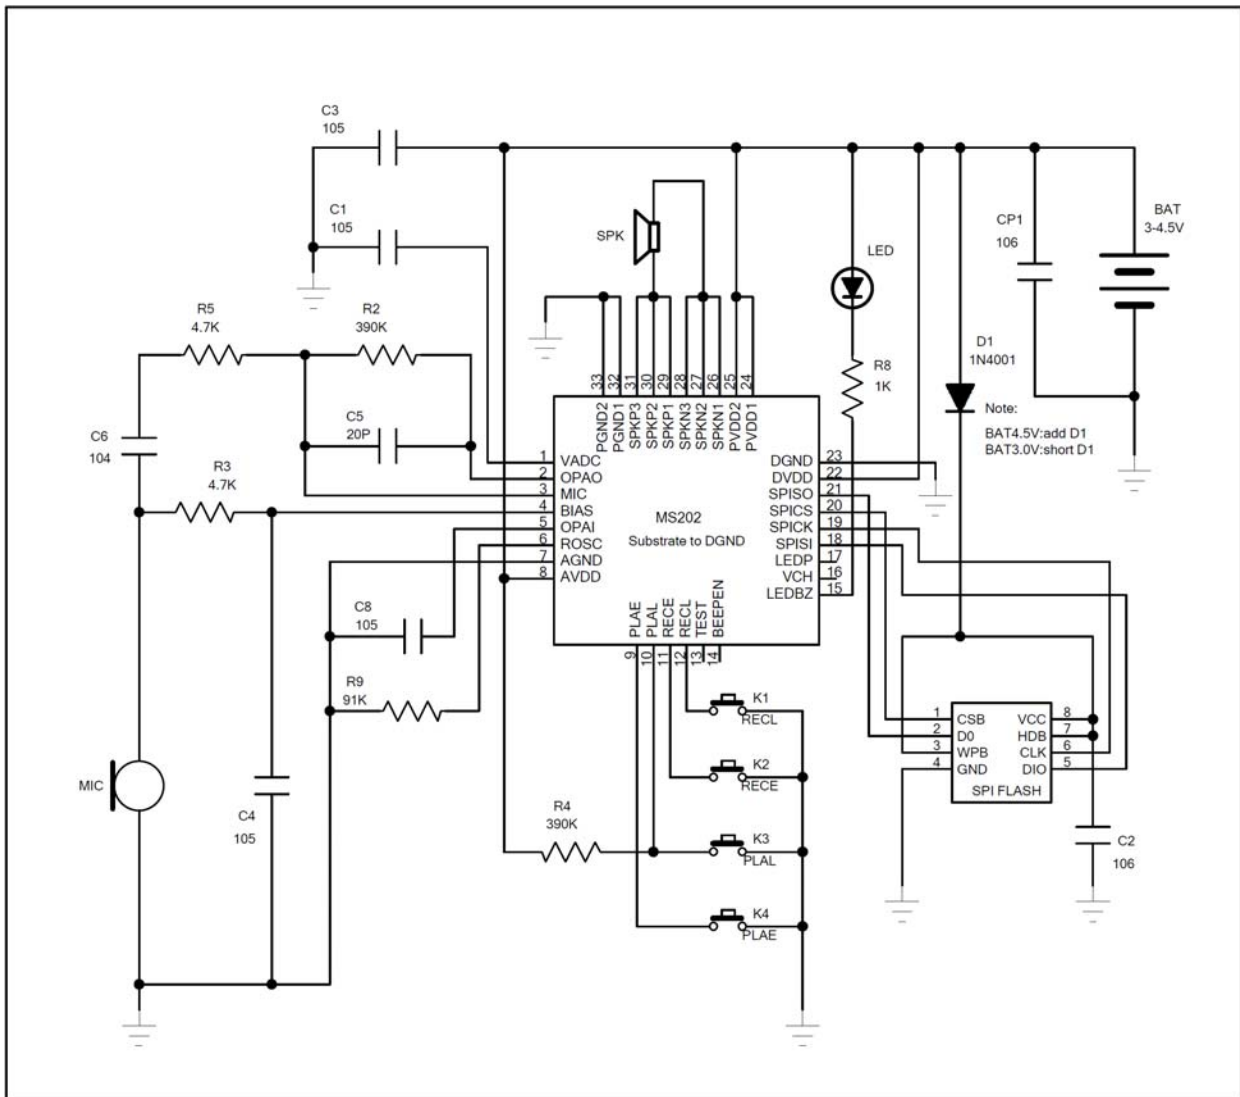 C3
105
C1
105
SPK
LED
CP1
106
BAT
3-4.5V
R5
4.7K
R2
390K
C5
20P
C6
104
R3
4.7K
R8
1K
D1
1N4001
Note:
BAT4.5V:add D1
BAT3.0V:short D1
33
32
31
30
29
28
27
26
25
24
PGND2
PGND1
SPKP3
SPKP2
SPKP1
SPKN3
SPKN2
SPKN1
PVDD2
PVDD1
1 VADC
2 OPAO
3 MIC
4 BIAS
5 OPAI
6 ROSC
7 AGND
8 AVDD
MS202
Substrate to DGND
DGND 23
DVDD 22
SPISO 21
SPICS 20
SPICK 19
SPISI 18
LEDP 17
VCH 16
LEDBZ 15
PLAE
PLAL
RECE
RECL
TEST
BEEPEN
9
10
11
12
13
14
C8
105
R9
91K
MIC
C4
105
R4
390K
K1
RECL
K2
RECE
K3
PLAL
K4
PLAE
1 CSB
2 D0
3 WPB
4 GND
VCC 8
HDB 7
CLK 6
DIO 5
SPI FLASH
C2
106